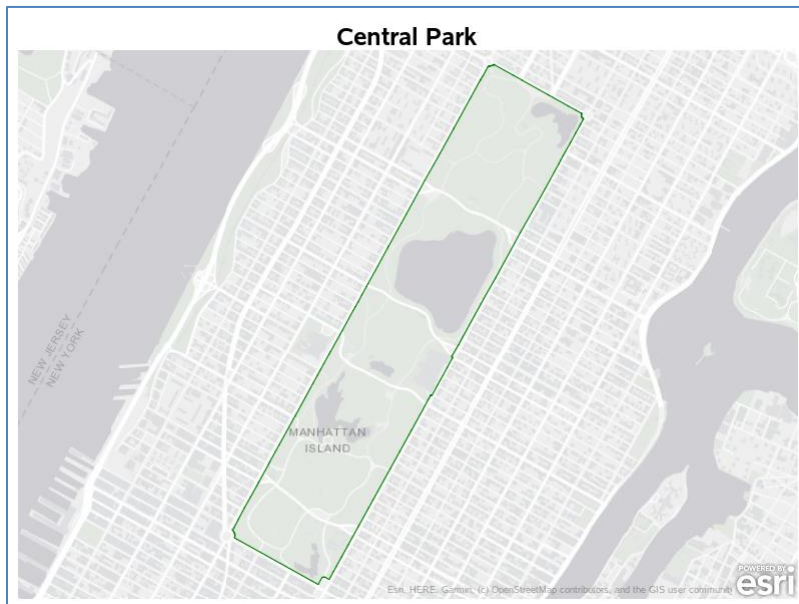 Central Park
NEW JERSEY
NEW YORK
MANHATTAN
ISLAND
Esri, HERE, Garmin, (c) OpenStreetMap contributors, and the GIS user community
POWERED BY
esri